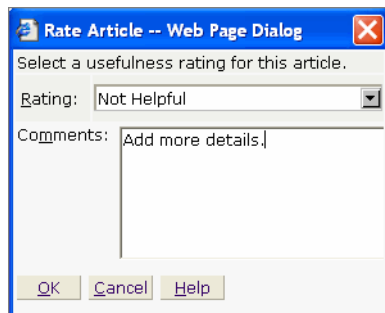 Rate Article -- Web Page Dialog
Select a usefulness rating for this article.
Rating: Not Helpful
Comments: Add more details.
OK Cancel Help